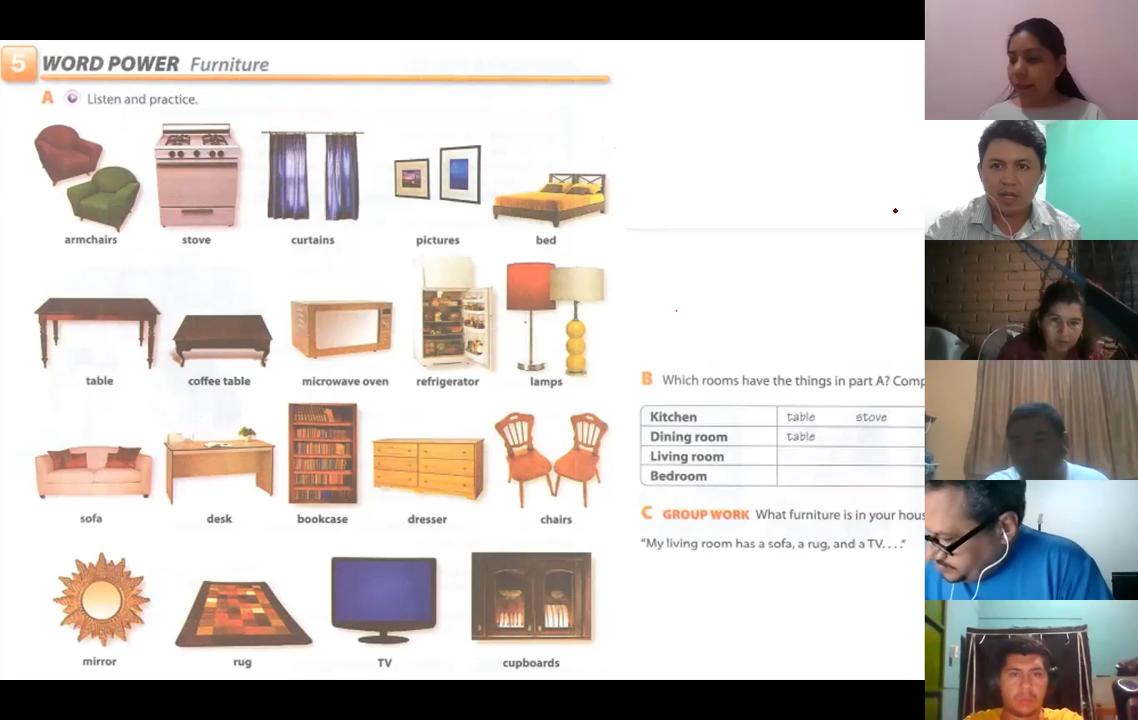 5 WORD POWER Furniture
A Listen and practice.
armchairs stove curtains pictures bed
table coffee table microwave oven refrigerator lamps
sofa desk bookcase dresser chairs
mirror rug TV cupboards
B Which rooms have the things in part A? Comp
Kitchen table stove
Dining room table
Living room
Bedroom
C GROUP WORK What furniture is in your hous
"My living room has a sofa, a rug, and a TV. . . ."